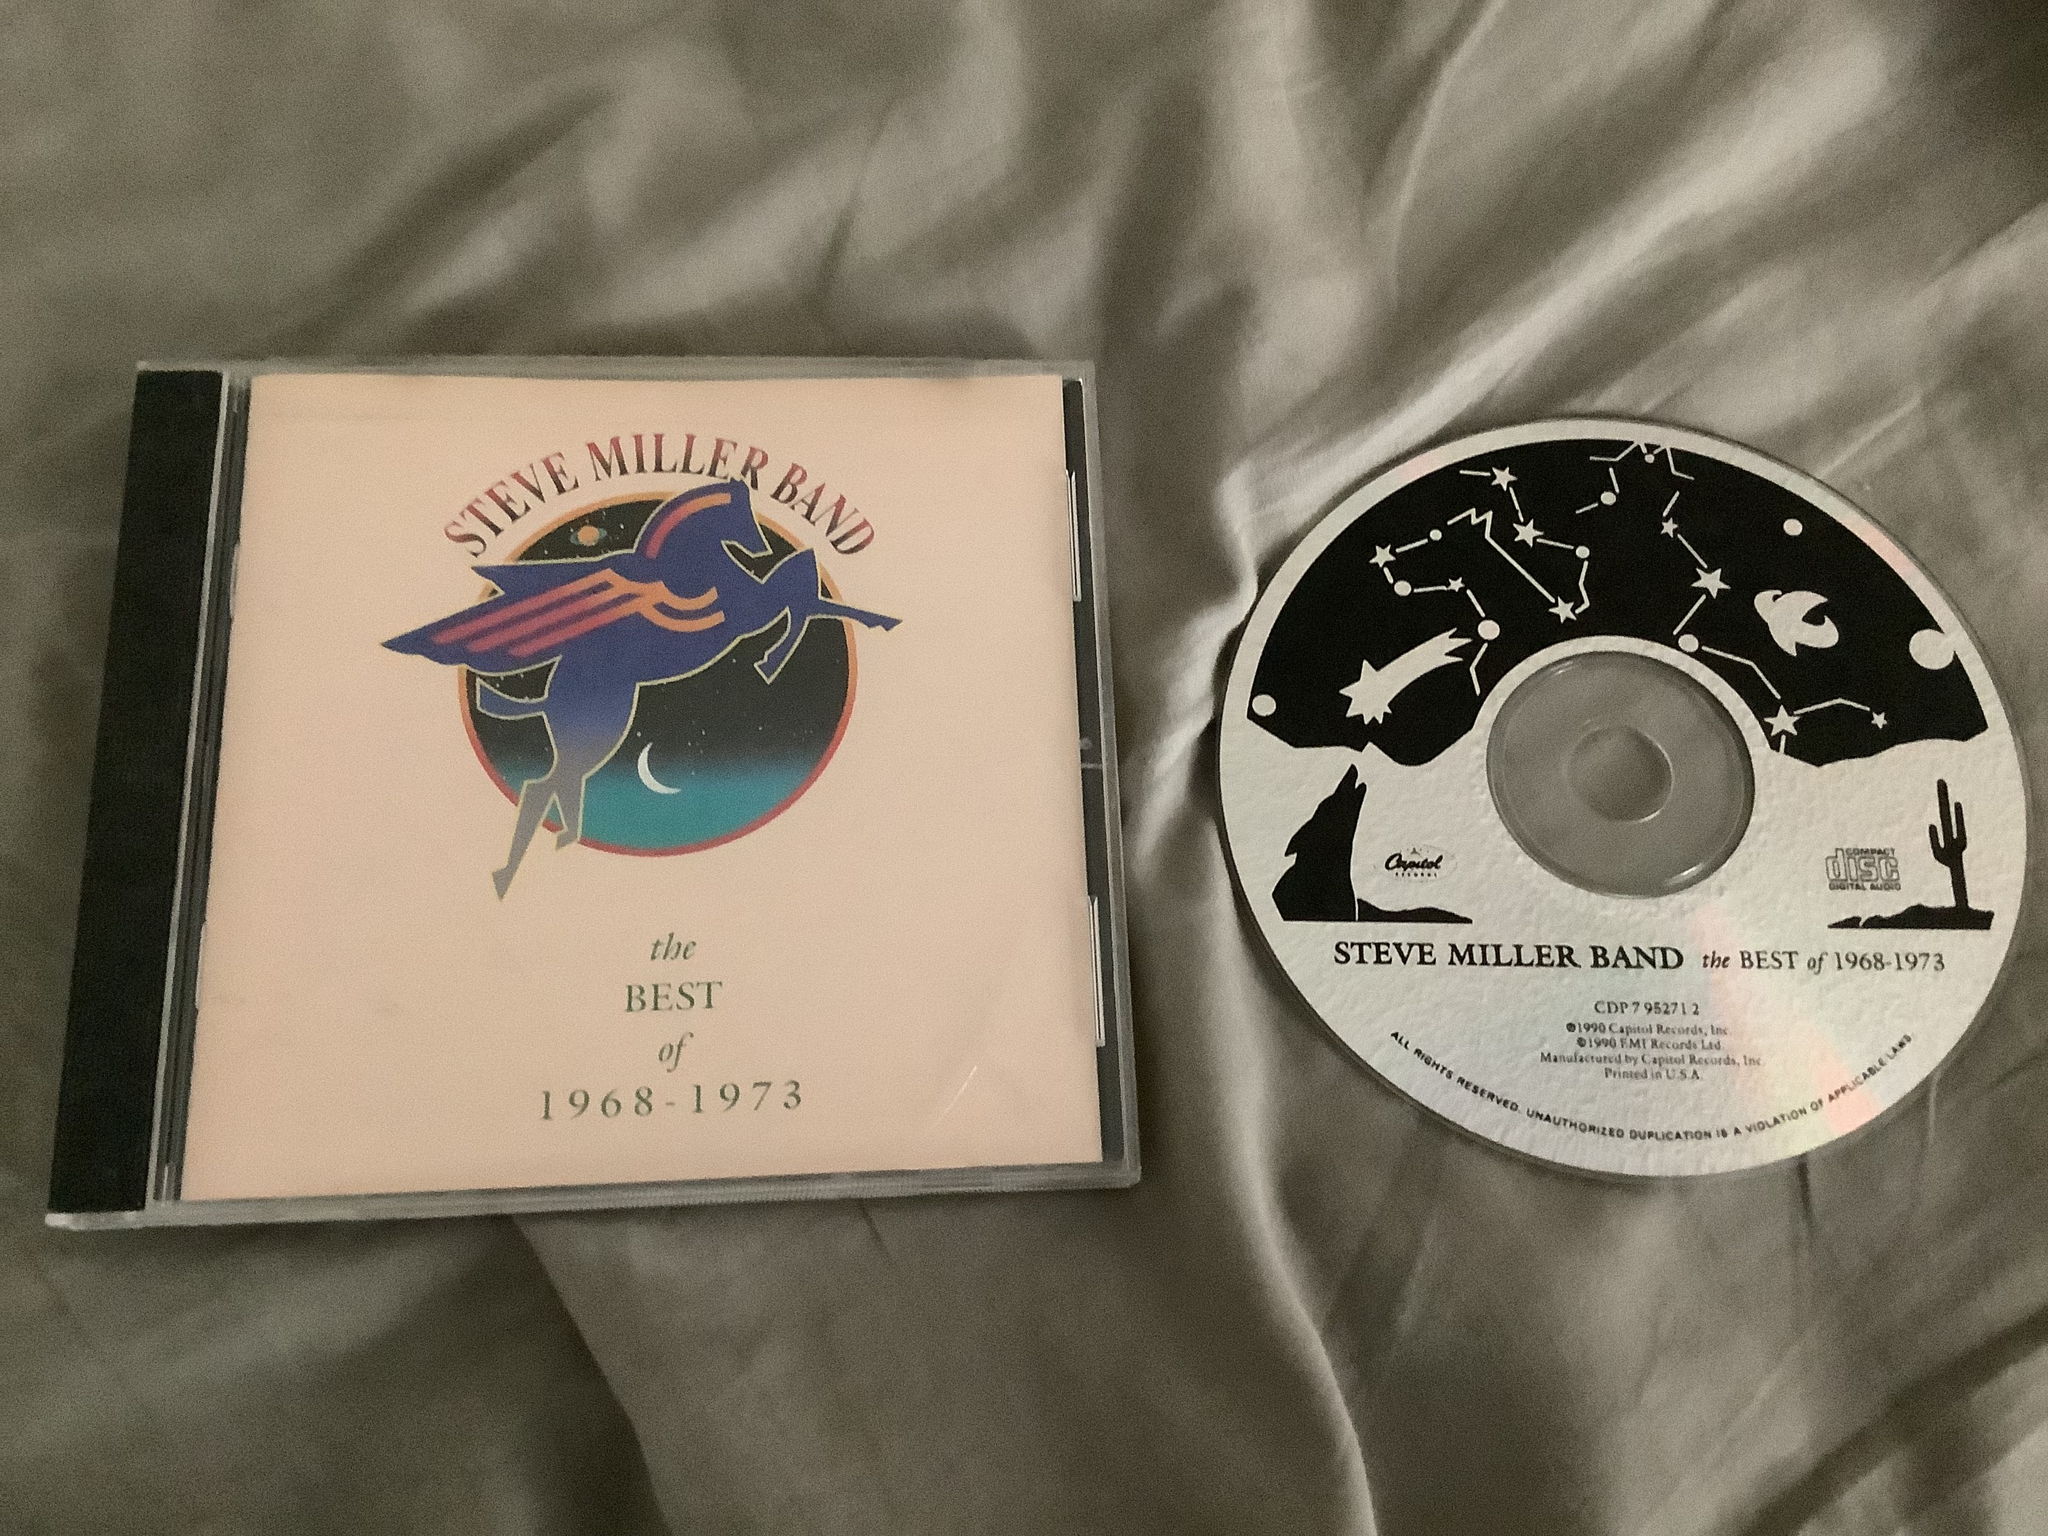 STEVE MILLER BAND
the
BEST
of
1968-1973
Capitol
RECORDS
COMPACT
disc
DIGITAL AUDIO
STEVE MILLER BAND the BEST of 1968-1973
CDP 7 95271 2
℗1990 Capitol Records, Inc.
©1990 EMI Records Ltd.
Manufactured by Capitol Records, Inc.
Printed in U.S.A.
ALL RIGHTS RESERVED. UNAUTHORIZED DUPLICATION IS A VIOLATION OF APPLICABLE LAWS.